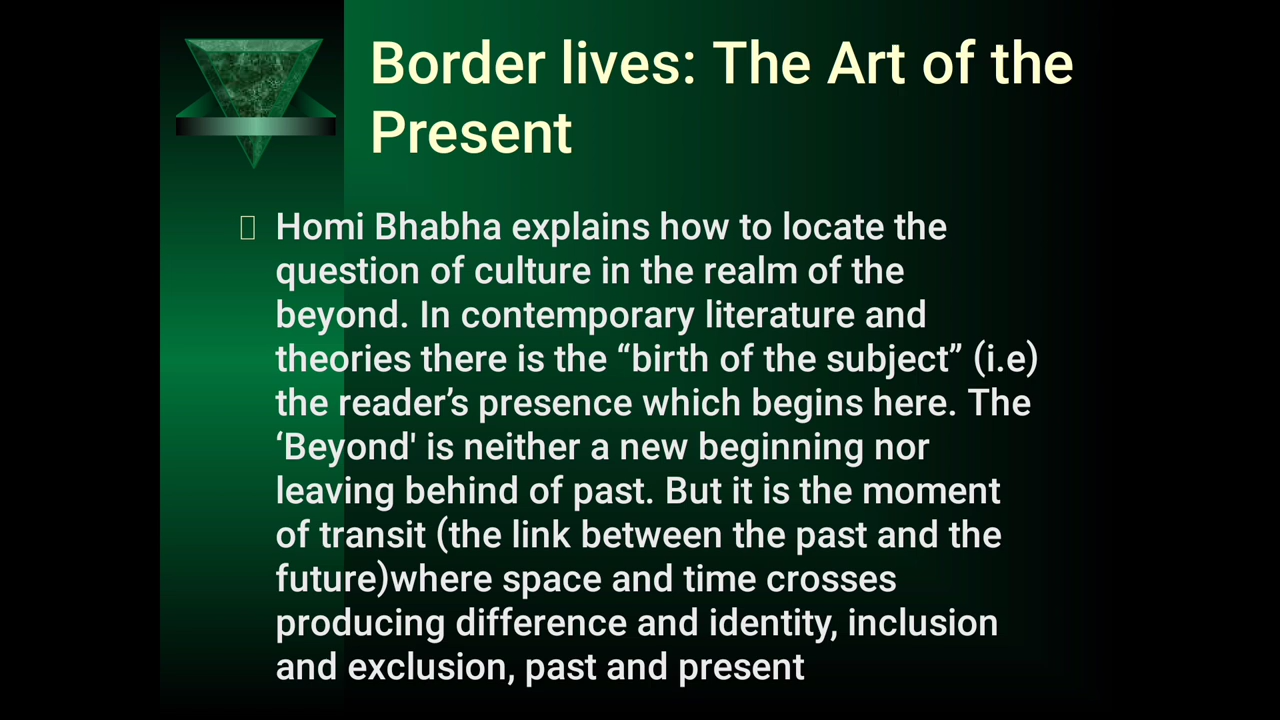 Border lives: The Art of the
Present
Homi Bhabha explains how to locate the
question of culture in the realm of the
beyond. In contemporary literature and
theories there is the “birth of the subject” (i.e)
the reader’s presence which begins here. The
‘Beyond' is neither a new beginning nor
leaving behind of past. But it is the moment
of transit (the link between the past and the
future)where space and time crosses
producing difference and identity, inclusion
and exclusion, past and present